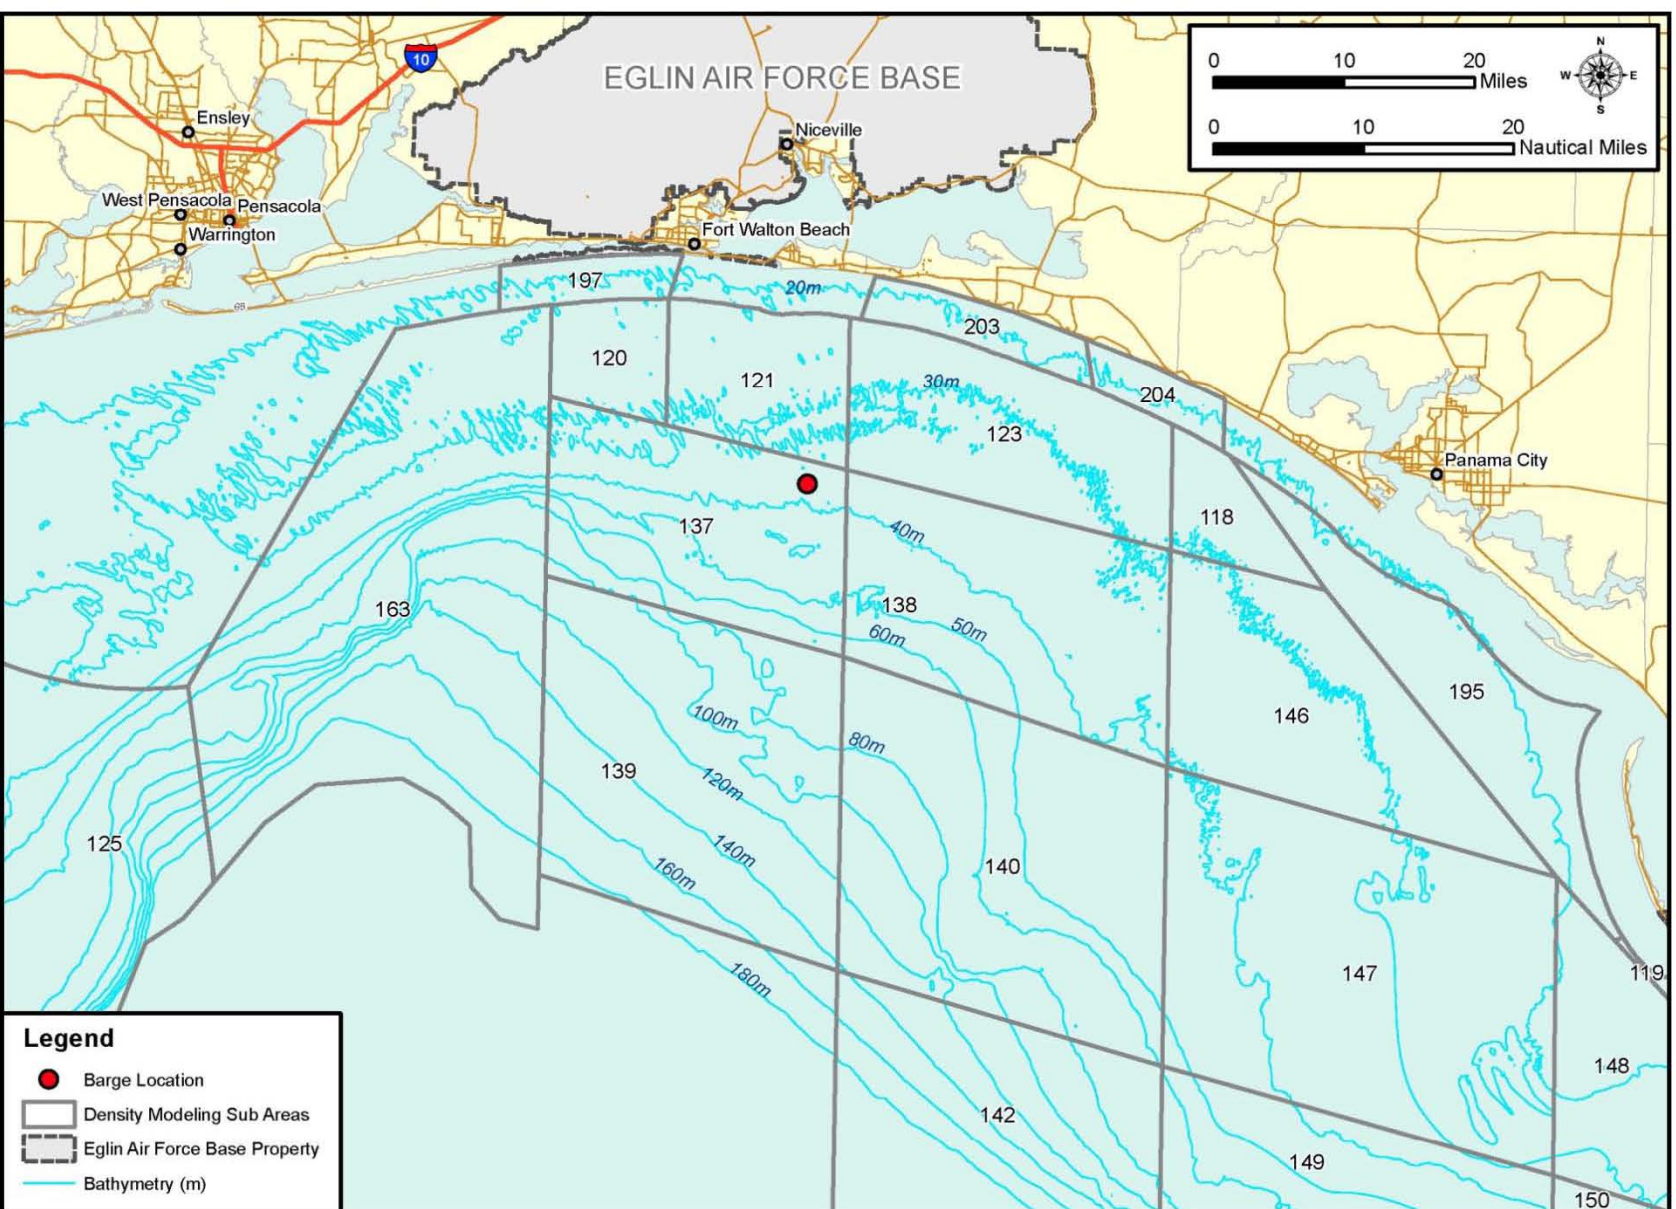 10
EGLIN AIR FORCE BASE
0 10 20
Miles
N
W E
S
0 10 20
Nautical Miles
Ensley
Niceville
West Pensacola
Pensacola
Warrington
Fort Walton Beach
197
20m
203
120
121
30m
204
123
Panama City
118
137
40m
163
138
50m
60m
195
146
100m
80m
139
120m
125
140m
140
160m
147
180m
119
148
142
149
150
Legend
Barge Location
Density Modeling Sub Areas
Eglin Air Force Base Property
Bathymetry (m)